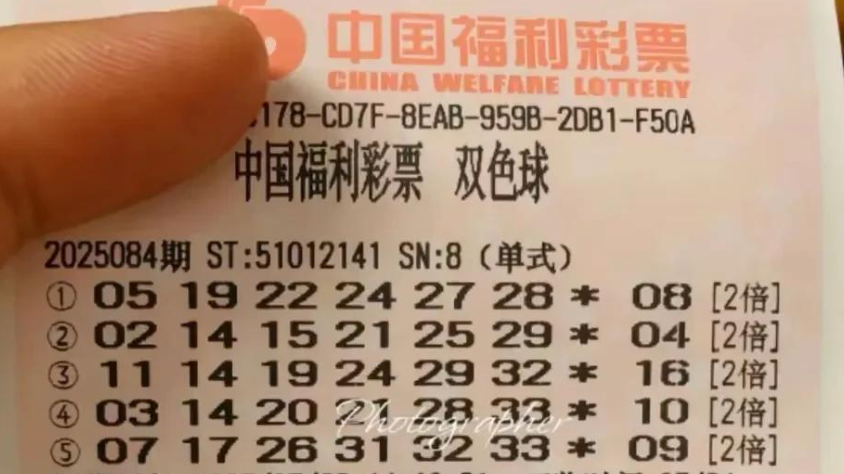 中国福利彩票
CHINA WELFARE LOTTERY
178-CD7F-8EAB-959B-2DB1-F50A
中国福利彩票 双色球
2025084期 ST:51012141 SN:8 (单式)
① 05 19 22 24 27 28 * 08 [2倍]
② 02 14 15 21 25 29 * 04 [2倍]
③ 11 14 19 24 29 32 * 16 [2倍]
④ 03 14 20 28 33 * 10 [2倍]
Photographer
⑤ 07 17 26 31 32 33 * 09 [2倍]